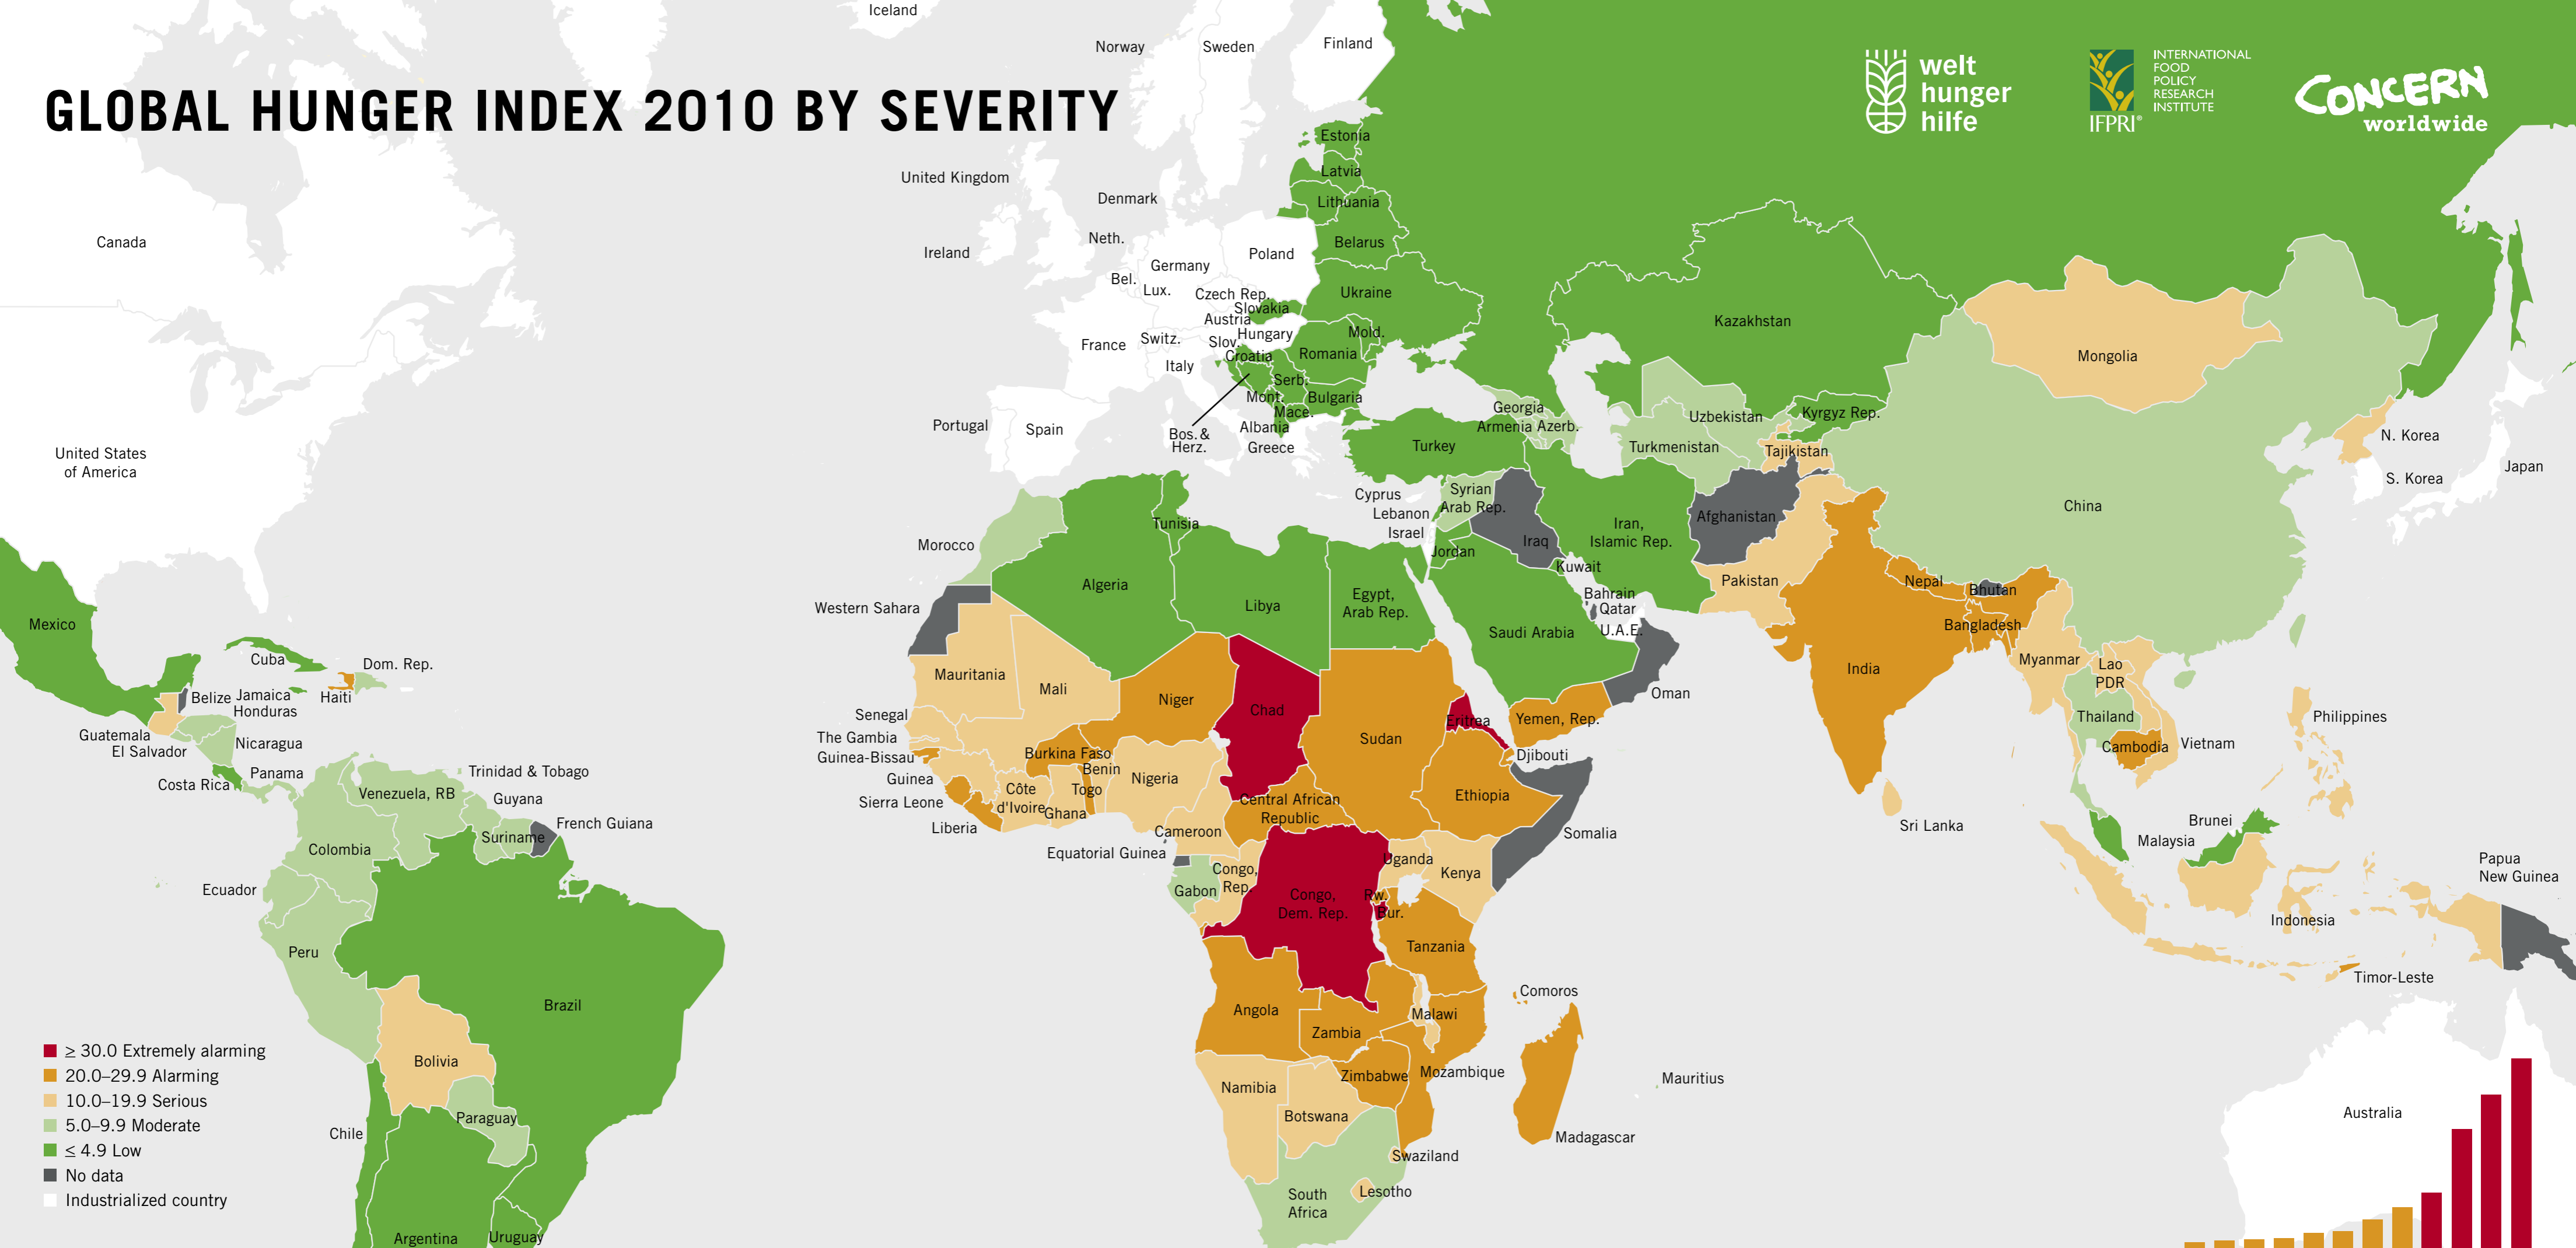 Iceland
Norway
Sweden
Finland
GLOBAL HUNGER INDEX 2010 BY SEVERITY
welt
hunger
hilfe
IFPRI®
INTERNATIONAL
FOOD
POLICY
RESEARCH
INSTITUTE
CONCERN
worldwide
Estonia
Latvia
Lithuania
United Kingdom
Denmark
Canada
Neth.
Belarus
Ireland
Poland
Germany
Bel.
Lux.
Ukraine
Czech Rep.
Slovakia
Austria
Kazakhstan
Hungary
Mold.
France
Switz.
Slov.
Croatia
Romania
Mongolia
Italy
Serb.
Mont.
Bulgaria
Mace.
Georgia
Kyrgyz Rep.
Uzbekistan
Portugal
Spain
Albania
Armenia
Azerb.
Bos. &
Herz.
Greece
Turkey
Turkmenistan
Tajikistan
N. Korea
United States
of America
Japan
S. Korea
Cyprus
Syrian
Arab Rep.
Lebanon
Israel
China
Afghanistan
Iran,
Islamic Rep.
Tunisia
Morocco
Iraq
Jordan
Kuwait
Algeria
Pakistan
Nepal
Bhutan
Western Sahara
Libya
Egypt,
Arab Rep.
Bahrain
Qatar
U.A.E.
Saudi Arabia
Bangladesh
Mexico
Cuba
Dom. Rep.
India
Myanmar
Lao
PDR
Mauritania
Mali
Niger
Chad
Oman
Belize
Jamaica
Haiti
Honduras
Senegal
Eritrea
Yemen, Rep.
Thailand
Philippines
Guatemala
El Salvador
Nicaragua
The Gambia
Guinea-Bissau
Burkina Faso
Sudan
Djibouti
Cambodia
Vietnam
Costa Rica
Panama
Trinidad & Tobago
Guinea
Benin
Nigeria
Venezuela, RB
Guyana
Sierra Leone
Côte
d'Ivoire
Togo
Ghana
Central African
Republic
Ethiopia
French Guiana
Suriname
Liberia
Cameroon
Somalia
Sri Lanka
Brunei
Malaysia
Colombia
Equatorial Guinea
Uganda
Kenya
Papua
New Guinea
Ecuador
Gabon
Congo,
Rep.
Congo,
Dem. Rep.
Rw.
Bur.
Indonesia
Peru
Tanzania
Timor-Leste
Brazil
Angola
Comoros
Malawi
Zambia
Bolivia
Zimbabwe
Mozambique
Mauritius
Namibia
Botswana
Australia
Paraguay
Chile
Madagascar
Swaziland
South
Africa
Lesotho
Argentina
Uruguay
≥ 30.0 Extremely alarming
20.0–29.9 Alarming
10.0–19.9 Serious
5.0–9.9 Moderate
≤ 4.9 Low
No data
Industrialized country